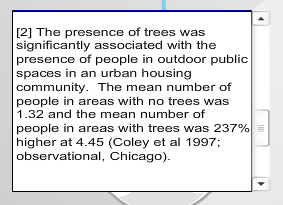 [2] The presence of trees was
significantly associated with the
presence of people in outdoor public
spaces in an urban housing
community.  The mean number of
people in areas with no trees was
1.32 and the mean number of
people in areas with trees was 237%
higher at 4.45 (Coley et al 1997;
observational, Chicago).